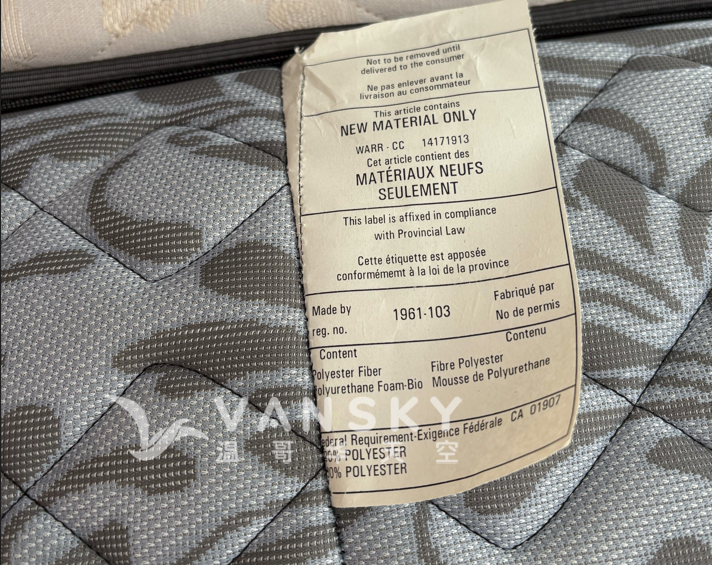 Not to be removed until
delivered to the consumer
Ne pas enlever avant la
livraison au consommateur
This article contains
NEW MATERIAL ONLY
WARR - CC 14171913
Cet article contient des
MATÉRIAUX NEUFS
SEULEMENT
This label is affixed in compliance
with Provincial Law
Cette étiquette est apposée
conformémemt à la loi de la province
Made by
reg. no.
1961-103
Fabriqué par
No de permis
Content
Contenu
Polyester Fiber
Fibre Polyester
Polyurethane Foam-Bio
Mousse de Polyurethane
Federal Requirement-Exigence Fédérale CA 01907
0% POLYESTER
0% POLYESTER
VANSKY
温哥华天空